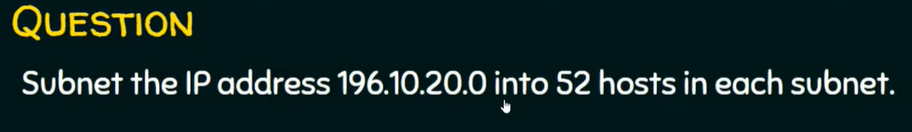 QUESTION
Subnet the IP address 196.10.20.0 into 52 hosts in each subnet.